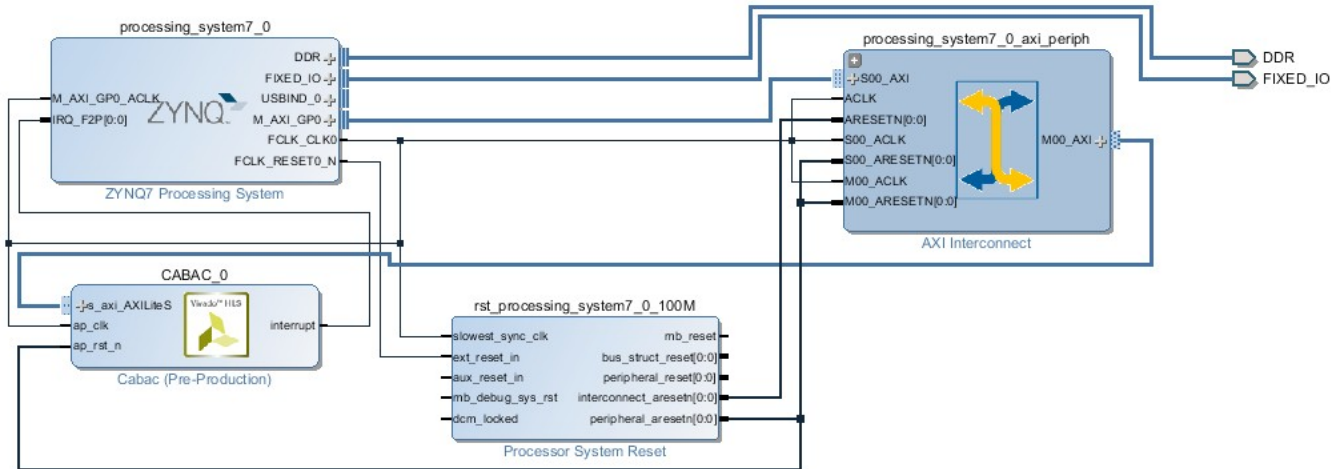 processing_system7_0
DDR
FIXED_IO
USBIND_0
M_AXI_GP0
FCLK_CLK0
FCLK_RESET0_N
M_AXI_GP0_ACLK
IRQ_F2P[0:0]
ZYNQ
ZYNQ7 Processing System
processing_system7_0_axi_periph
S00_AXI
ACLK
ARESETN[0:0]
S00_ACLK
S00_ARESETN[0:0]
M00_ACLK
M00_ARESETN[0:0]
M00_AXI
AXI Interconnect
DDR
FIXED_IO
CABAC_0
s_axi_AXILiteS
ap_clk
ap_rst_n
Vivado™ HLS
interrupt
Cabac (Pre-Production)
rst_processing_system7_0_100M
slowest_sync_clk
ext_reset_in
aux_reset_in
mb_debug_sys_rst
dcm_locked
mb_reset
bus_struct_reset[0:0]
peripheral_reset[0:0]
interconnect_aresetn[0:0]
peripheral_aresetn[0:0]
Processor System Reset